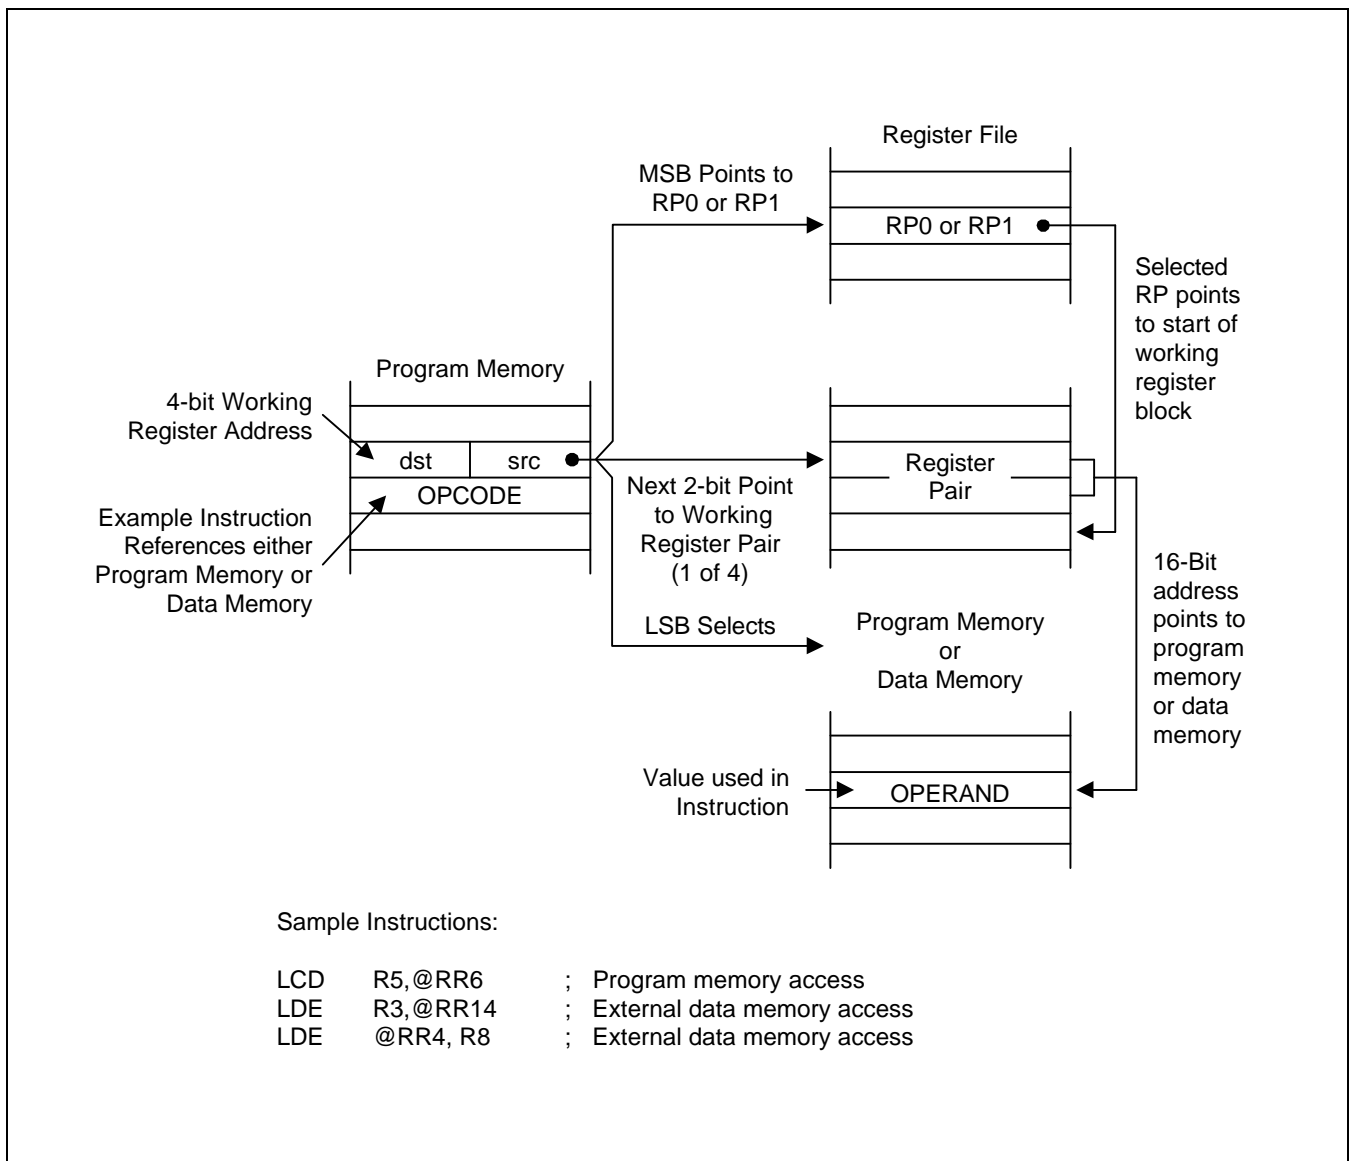 Register File
MSB Points to
RP0 or RP1
RP0 or RP1
Selected
RP points
to start of
working
register
block
Program Memory
4-bit Working
Register Address
dst src
OPCODE
Example Instruction
References either
Program Memory or
Data Memory
Next 2-bit Point
to Working
Register Pair
(1 of 4)
Register
Pair
LSB Selects
Program Memory
or
Data Memory
16-Bit
address
points to
program
memory
or data
memory
Value used in
Instruction
OPERAND
Sample Instructions:
LCD R5,@RR6 ; Program memory access
LDE R3,@RR14 ; External data memory access
LDE @RR4, R8 ; External data memory access